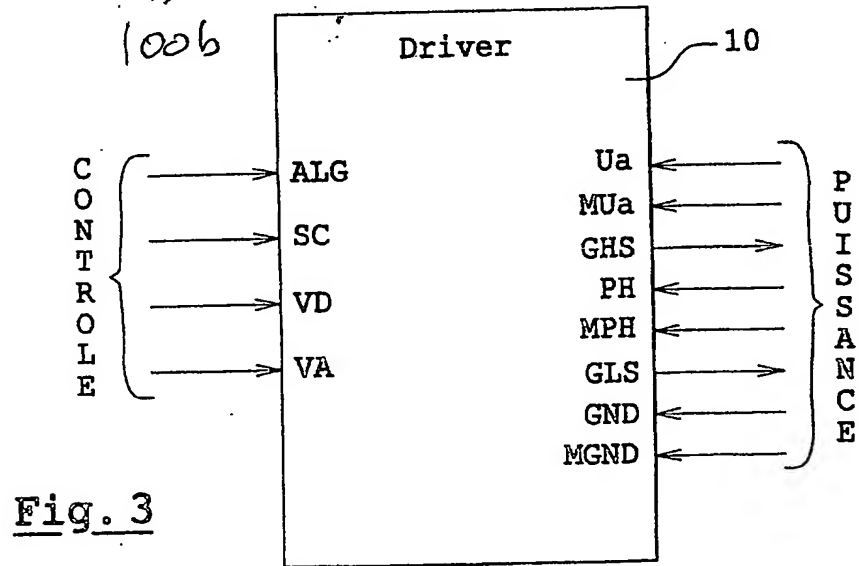 100b
Driver
10
CONTROLE
ALG
SC
VD
VA
Ua
MUa
GHS
PH
MPH
GLS
GND
MGND
PUISSANCE
Fig. 3